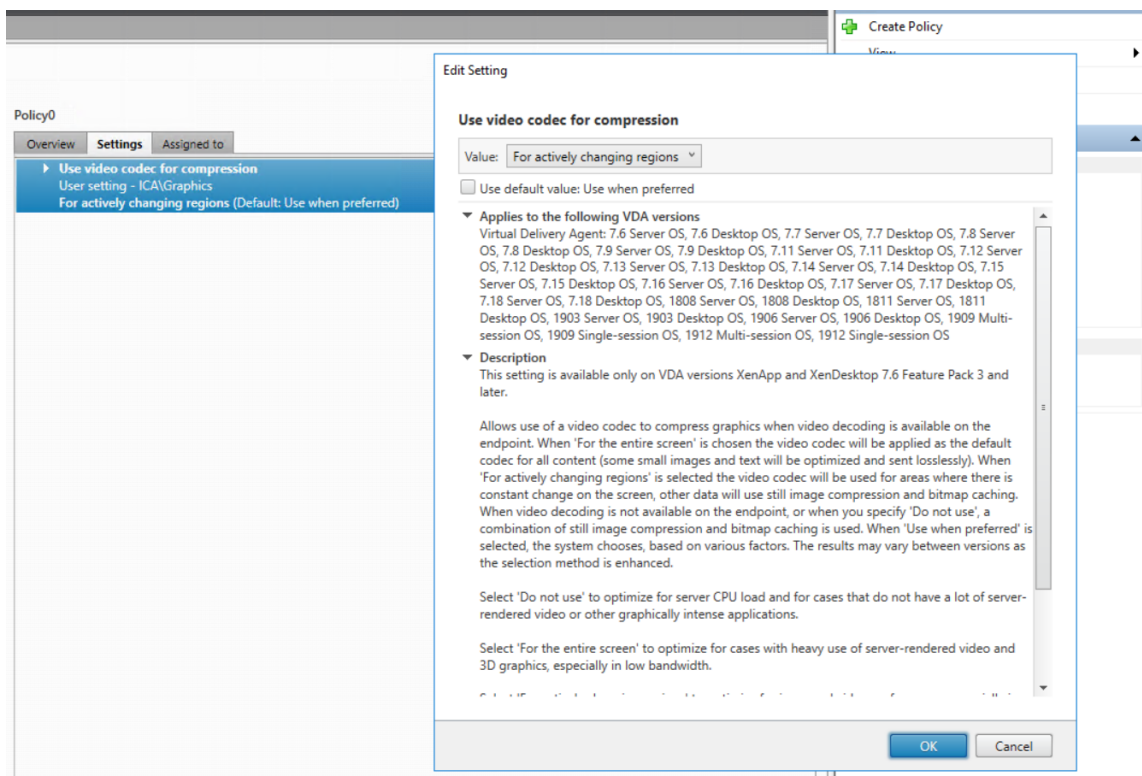 Create Policy
View
Edit Setting
Policy0
Overview Settings Assigned to
Use video codec for compression
User setting - ICA\Graphics
For actively changing regions (Default: Use when preferred)
Use video codec for compression
Value: For actively changing regions
Use default value: Use when preferred
Applies to the following VDA versions
Virtual Delivery Agent: 7.6 Server OS, 7.6 Desktop OS, 7.7 Server OS, 7.7 Desktop OS, 7.8 Server
OS, 7.8 Desktop OS, 7.9 Server OS, 7.9 Desktop OS, 7.11 Server OS, 7.11 Desktop OS, 7.12 Server
OS, 7.12 Desktop OS, 7.13 Server OS, 7.13 Desktop OS, 7.14 Server OS, 7.14 Desktop OS, 7.15
Server OS, 7.15 Desktop OS, 7.16 Server OS, 7.16 Desktop OS, 7.17 Server OS, 7.17 Desktop OS,
7.18 Server OS, 7.18 Desktop OS, 1808 Server OS, 1808 Desktop OS, 1811 Server OS, 1811
Desktop OS, 1903 Server OS, 1903 Desktop OS, 1906 Server OS, 1906 Desktop OS, 1909 Multi-
session OS, 1909 Single-session OS, 1912 Multi-session OS, 1912 Single-session OS
Description
This setting is available only on VDA versions XenApp and XenDesktop 7.6 Feature Pack 3 and
later.
Allows use of a video codec to compress graphics when video decoding is available on the
endpoint. When 'For the entire screen' is chosen the video codec will be applied as the default
codec for all content (some small images and text will be optimized and sent losslessly). When
'For actively changing regions' is selected the video codec will be used for areas where there is
constant change on the screen, other data will use still image compression and bitmap caching.
When video decoding is not available on the endpoint, or when you specify 'Do not use', a
combination of still image compression and bitmap caching is used. When 'Use when preferred' is
selected, the system chooses, based on various factors. The results may vary between versions as
the selection method is enhanced.
Select 'Do not use' to optimize for server CPU load and for cases that do not have a lot of server-
rendered video or other graphically intense applications.
Select 'For the entire screen' to optimize for cases with heavy use of server-rendered video and
3D graphics, especially in low bandwidth.
OK Cancel